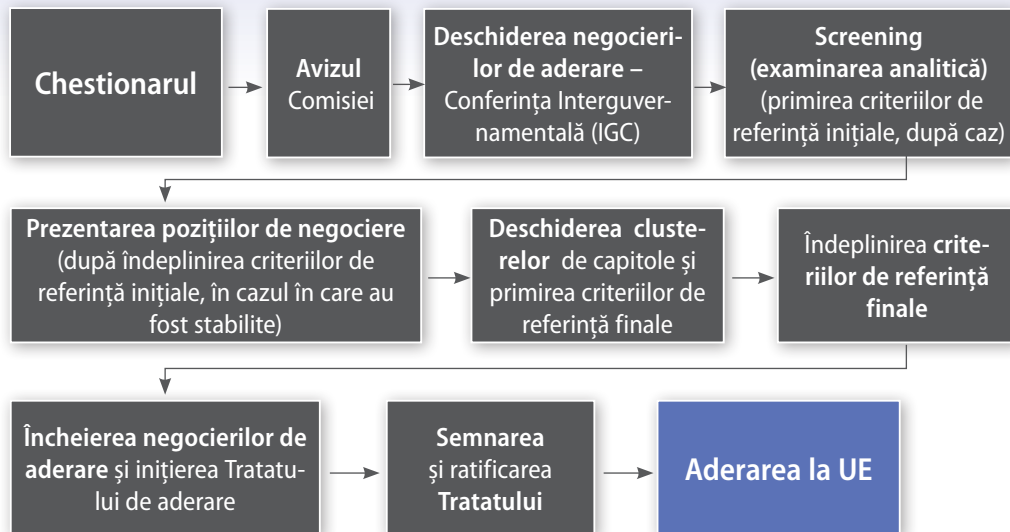 Chestionarul
Avizul
Comisiei
Deschiderea negocieri-
lor de aderare –
Conferința Interguver-
namentală (IGC)
Screening
(examinarea analitică)
(primirea criteriilor de
referință inițiale, după caz)
Prezentarea pozițiilor de negociere
(după îndeplinirea criteriilor de
referință inițiale, în cazul în care au
fost stabilite)
Deschiderea cluste-
relor de capitole și
primirea criteriilor de
referință finale
Îndeplinirea crite-
riilor de referință
finale
Încheierea negocierilor de
aderare și inițierea Tratatu-
lui de aderare
Semnarea
și ratificarea
Tratatului
Aderarea la UE